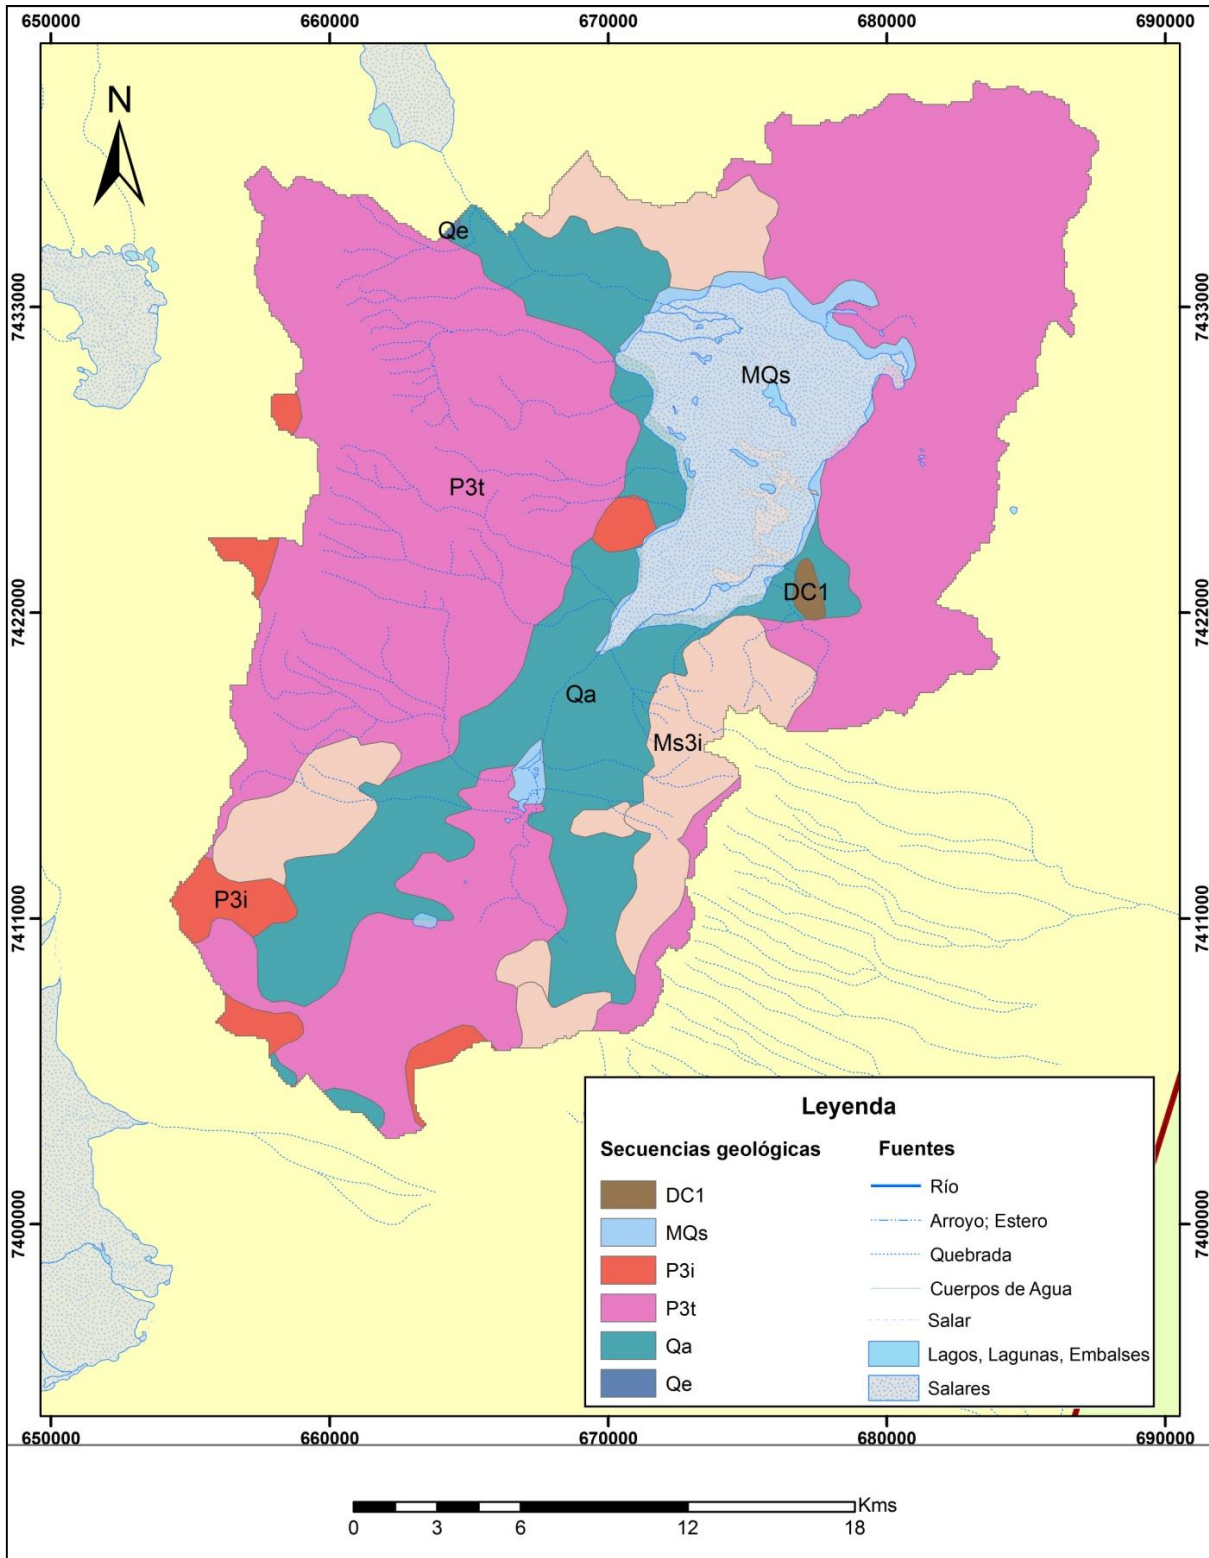 650000 660000 670000 680000 690000
N
Qe
7433000 7433000
MQs
P3t
DC1
7422000 7422000
Qa
Ms3i
P3i
7411000 7411000
Leyenda
Secuencias geológicas
DC1
MQs
P3i
P3t
Qa
Qe
Fuentes
Río
Arroyo; Estero
Quebrada
Cuerpos de Agua
Salar
Lagos, Lagunas, Embalses
Salares
7400000 7400000
650000 660000 670000 680000 690000
Kms
0 3 6 12 18